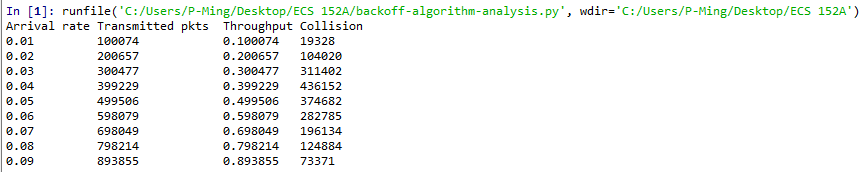 In [1]: runfile('C:/Users/P-Ming/Desktop/ECS 152A/backoff-algorithm-analysis.py', wdir='C:/Users/P-Ming/Desktop/ECS 152A')
Arrival rate Transmitted pkts  Throughput Collision
0.01         100074            0.100074   19328
0.02         200657            0.200657   104020
0.03         300477            0.300477   311402
0.04         399229            0.399229   436152
0.05         499506            0.499506   374682
0.06         598079            0.598079   282785
0.07         698049            0.698049   196134
0.08         798214            0.798214   124884
0.09         893855            0.893855   73371